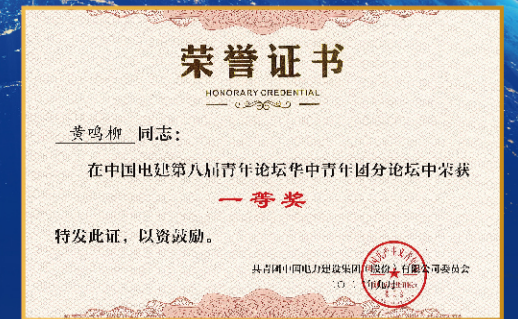 荣誉证书
HONORARY CREDENTIAL
黄鸣柳 同志：
在中国电建第八届青年论坛华中青年团分论坛中荣获
一等奖
特发此证，以资鼓励。
共青团中国电力建设集团（股份）有限公司委员会